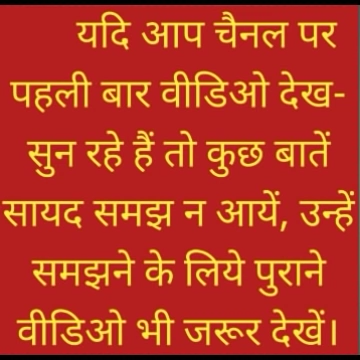 यदि आप चैनल पर
पहली बार वीडिओ देख-
सुन रहे हैं तो कुछ बातें
सायद समझ न आयें, उन्हें
समझने के लिये पुराने
वीडिओ भी जरूर देखें।